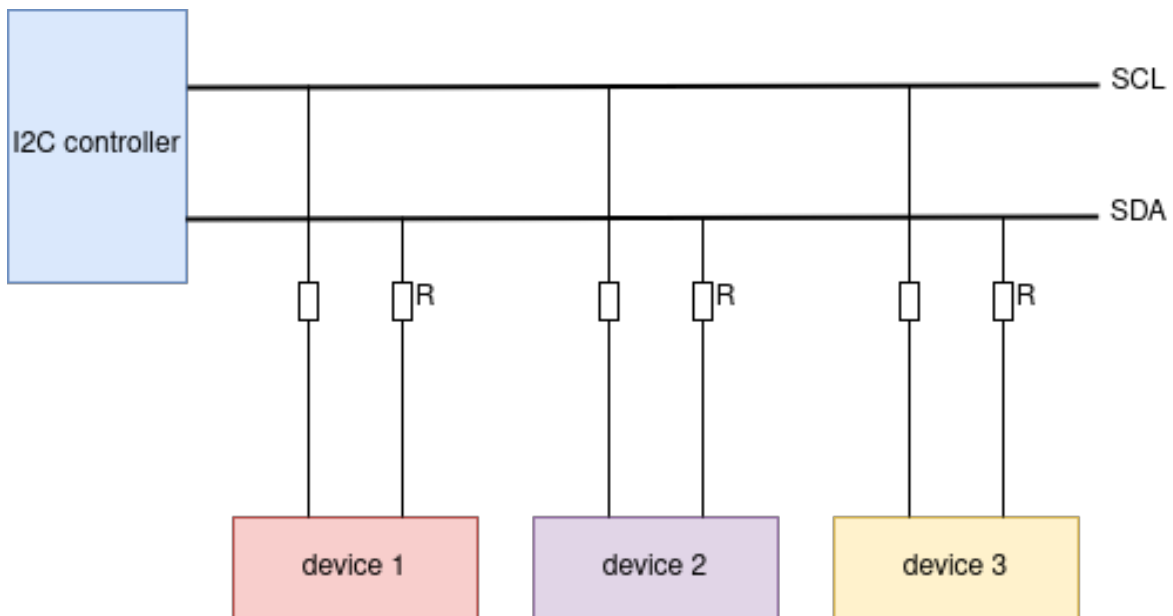 SCL
I2C controller
SDA
R
R
R
device 1
device 2
device 3